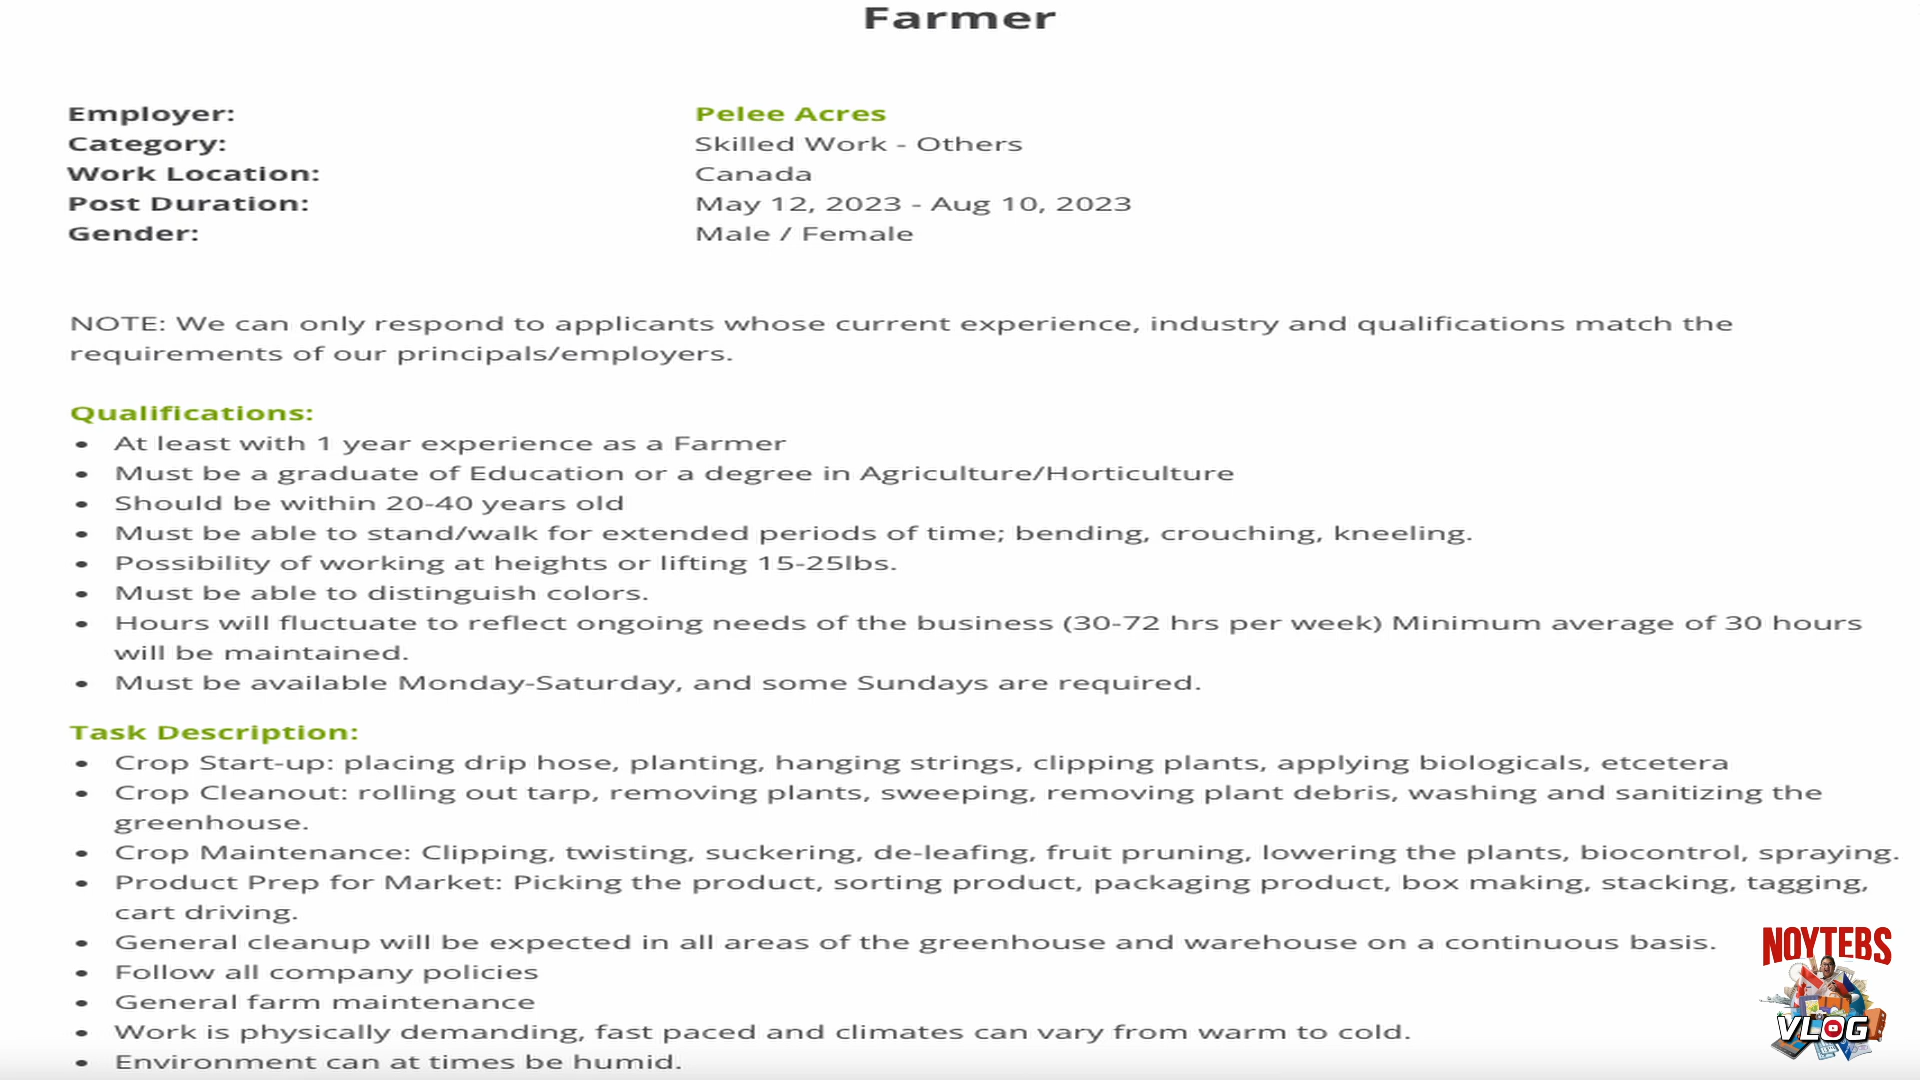 Farmer
Employer: Pelee Acres
Category: Skilled Work - Others
Work Location: Canada
Post Duration: May 12, 2023 - Aug 10, 2023
Gender: Male / Female
NOTE: We can only respond to applicants whose current experience, industry and qualifications match the
requirements of our principals/employers.
Qualifications:
• At least with 1 year experience as a Farmer
• Must be a graduate of Education or a degree in Agriculture/Horticulture
• Should be within 20-40 years old
• Must be able to stand/walk for extended periods of time; bending, crouching, kneeling.
• Possibility of working at heights or lifting 15-25lbs.
• Must be able to distinguish colors.
• Hours will fluctuate to reflect ongoing needs of the business (30-72 hrs per week) Minimum average of 30 hours
will be maintained.
• Must be available Monday-Saturday, and some Sundays are required.
Task Description:
• Crop Start-up: placing drip hose, planting, hanging strings, clipping plants, applying biologicals, etcetera
• Crop Cleanout: rolling out tarp, removing plants, sweeping, removing plant debris, washing and sanitizing the
greenhouse.
• Crop Maintenance: Clipping, twisting, suckering, de-leafing, fruit pruning, lowering the plants, biocontrol, spraying.
• Product Prep for Market: Picking the product, sorting product, packaging product, box making, stacking, tagging,
cart driving.
• General cleanup will be expected in all areas of the greenhouse and warehouse on a continuous basis.
• Follow all company policies
• General farm maintenance
• Work is physically demanding, fast paced and climates can vary from warm to cold.
• Environment can at times be humid.
NOYTEBS
VLOG